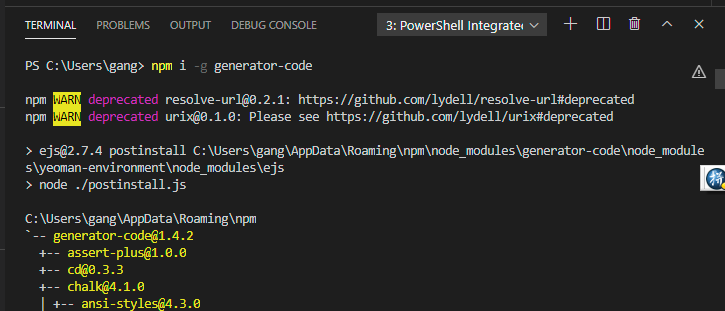 TERMINAL PROBLEMS OUTPUT DEBUG CONSOLE 3: PowerShell Integrated
PS C:\Users\gang> npm i -g generator-code
npm WARN deprecated resolve-url@0.2.1: https://github.com/lydell/resolve-url#deprecated
npm WARN deprecated urix@0.1.0: Please see https://github.com/lydell/urix#deprecated
> ejs@2.7.4 postinstall C:\Users\gang\AppData\Roaming\npm\node_modules\generator-code\node_module
s\yeoman-environment\node_modules\ejs
> node ./postinstall.js
拼
C:\Users\gang\AppData\Roaming\npm
`-- generator-code@1.4.2
+-- assert-plus@1.0.0
+-- cd@0.3.3
+-- chalk@4.1.0
| +-- ansi-styles@4.3.0